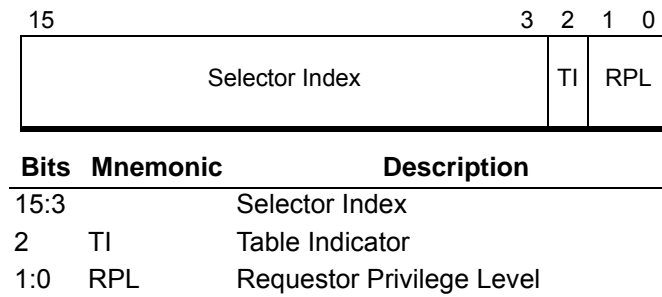 15 3 2 1 0
Selector Index TI RPL
Bits Mnemonic Description
15:3 Selector Index
2 TI Table Indicator
1:0 RPL Requestor Privilege Level